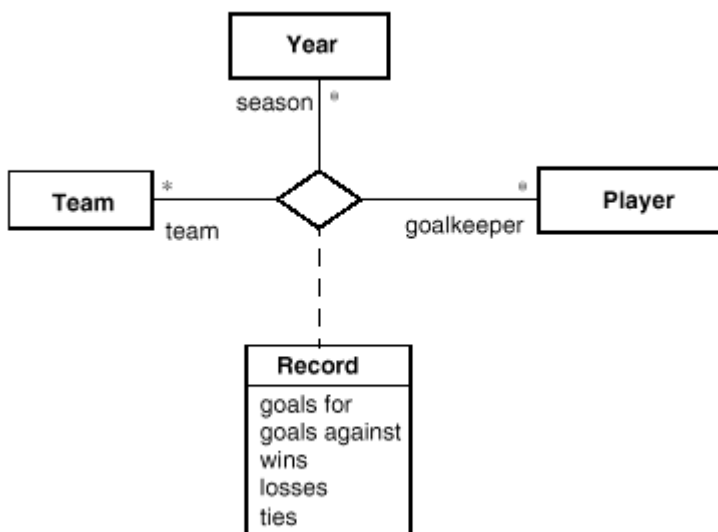 Year
season *
Team * * Player
team goalkeeper
Record
goals for
goals against
wins
losses
ties